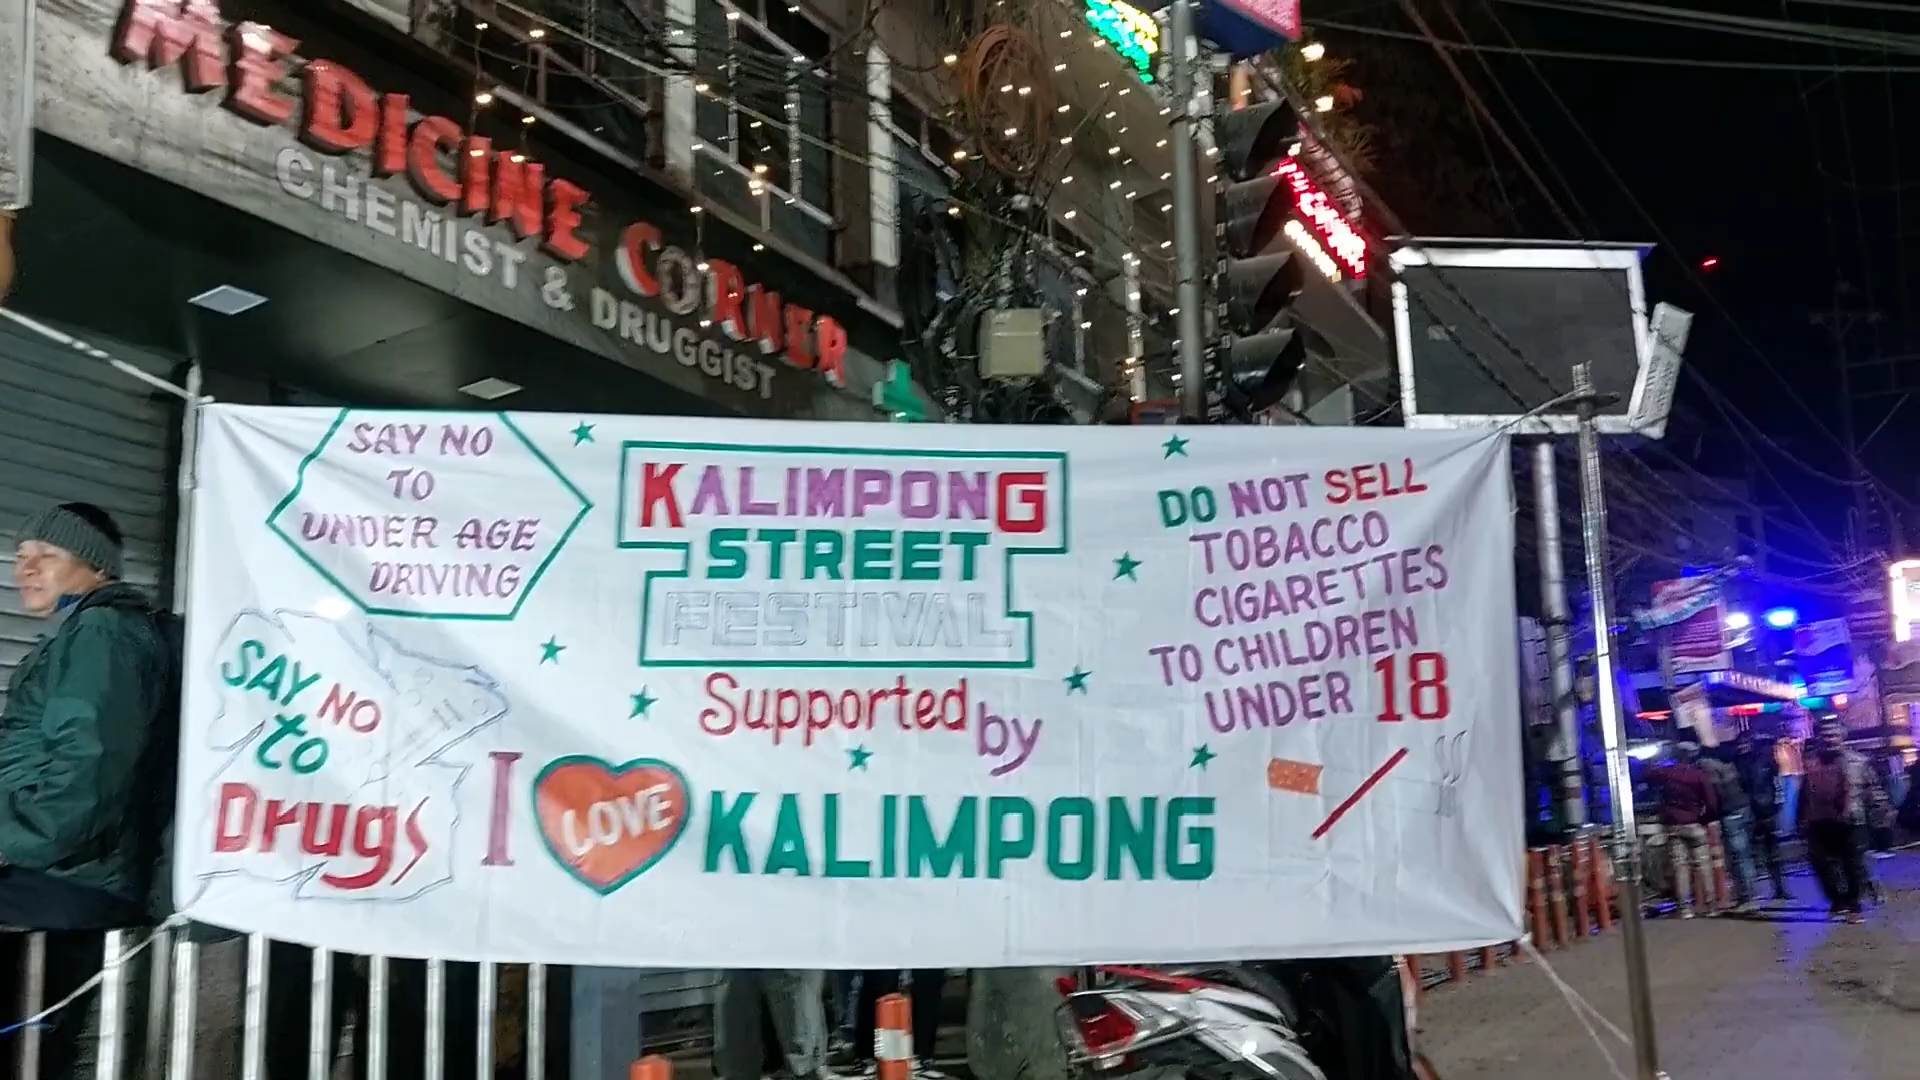 MEDICINE CORNER
CHEMIST & DRUGGIST
SAY NO
TO
UNDER AGE
DRIVING
KALIMPONG
STREET
FESTIVAL
DO NOT SELL
TOBACCO
CIGARETTES
TO CHILDREN
UNDER 18
SAY NO
to
Drugs
Supported by
I LOVE KALIMPONG